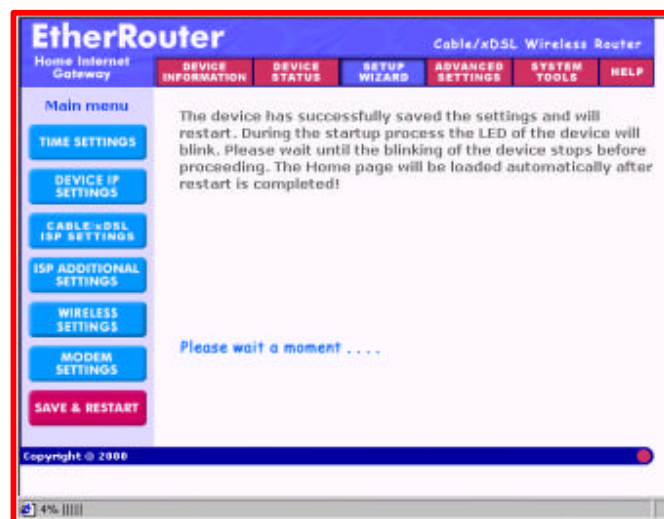 EtherRouter
Cable/xDSL Wireless Router
Home Internet
Gateway
DEVICE
INFORMATION
DEVICE
STATUS
SETUP
WIZARD
ADVANCED
SETTINGS
SYSTEM
TOOLS
HELP
Main menu
TIME SETTINGS
DEVICE IP
SETTINGS
CABLE/xDSL
ISP SETTINGS
ISP ADDITIONAL
SETTINGS
WIRELESS
SETTINGS
MODEM
SETTINGS
SAVE & RESTART
The device has successfully saved the settings and will
restart. During the startup process the LED of the device will
blink. Please wait until the blinking of the device stops before
proceeding. The Home page will be loaded automatically after
restart is completed!
Please wait a moment . . . .
Copyright © 2000
4%